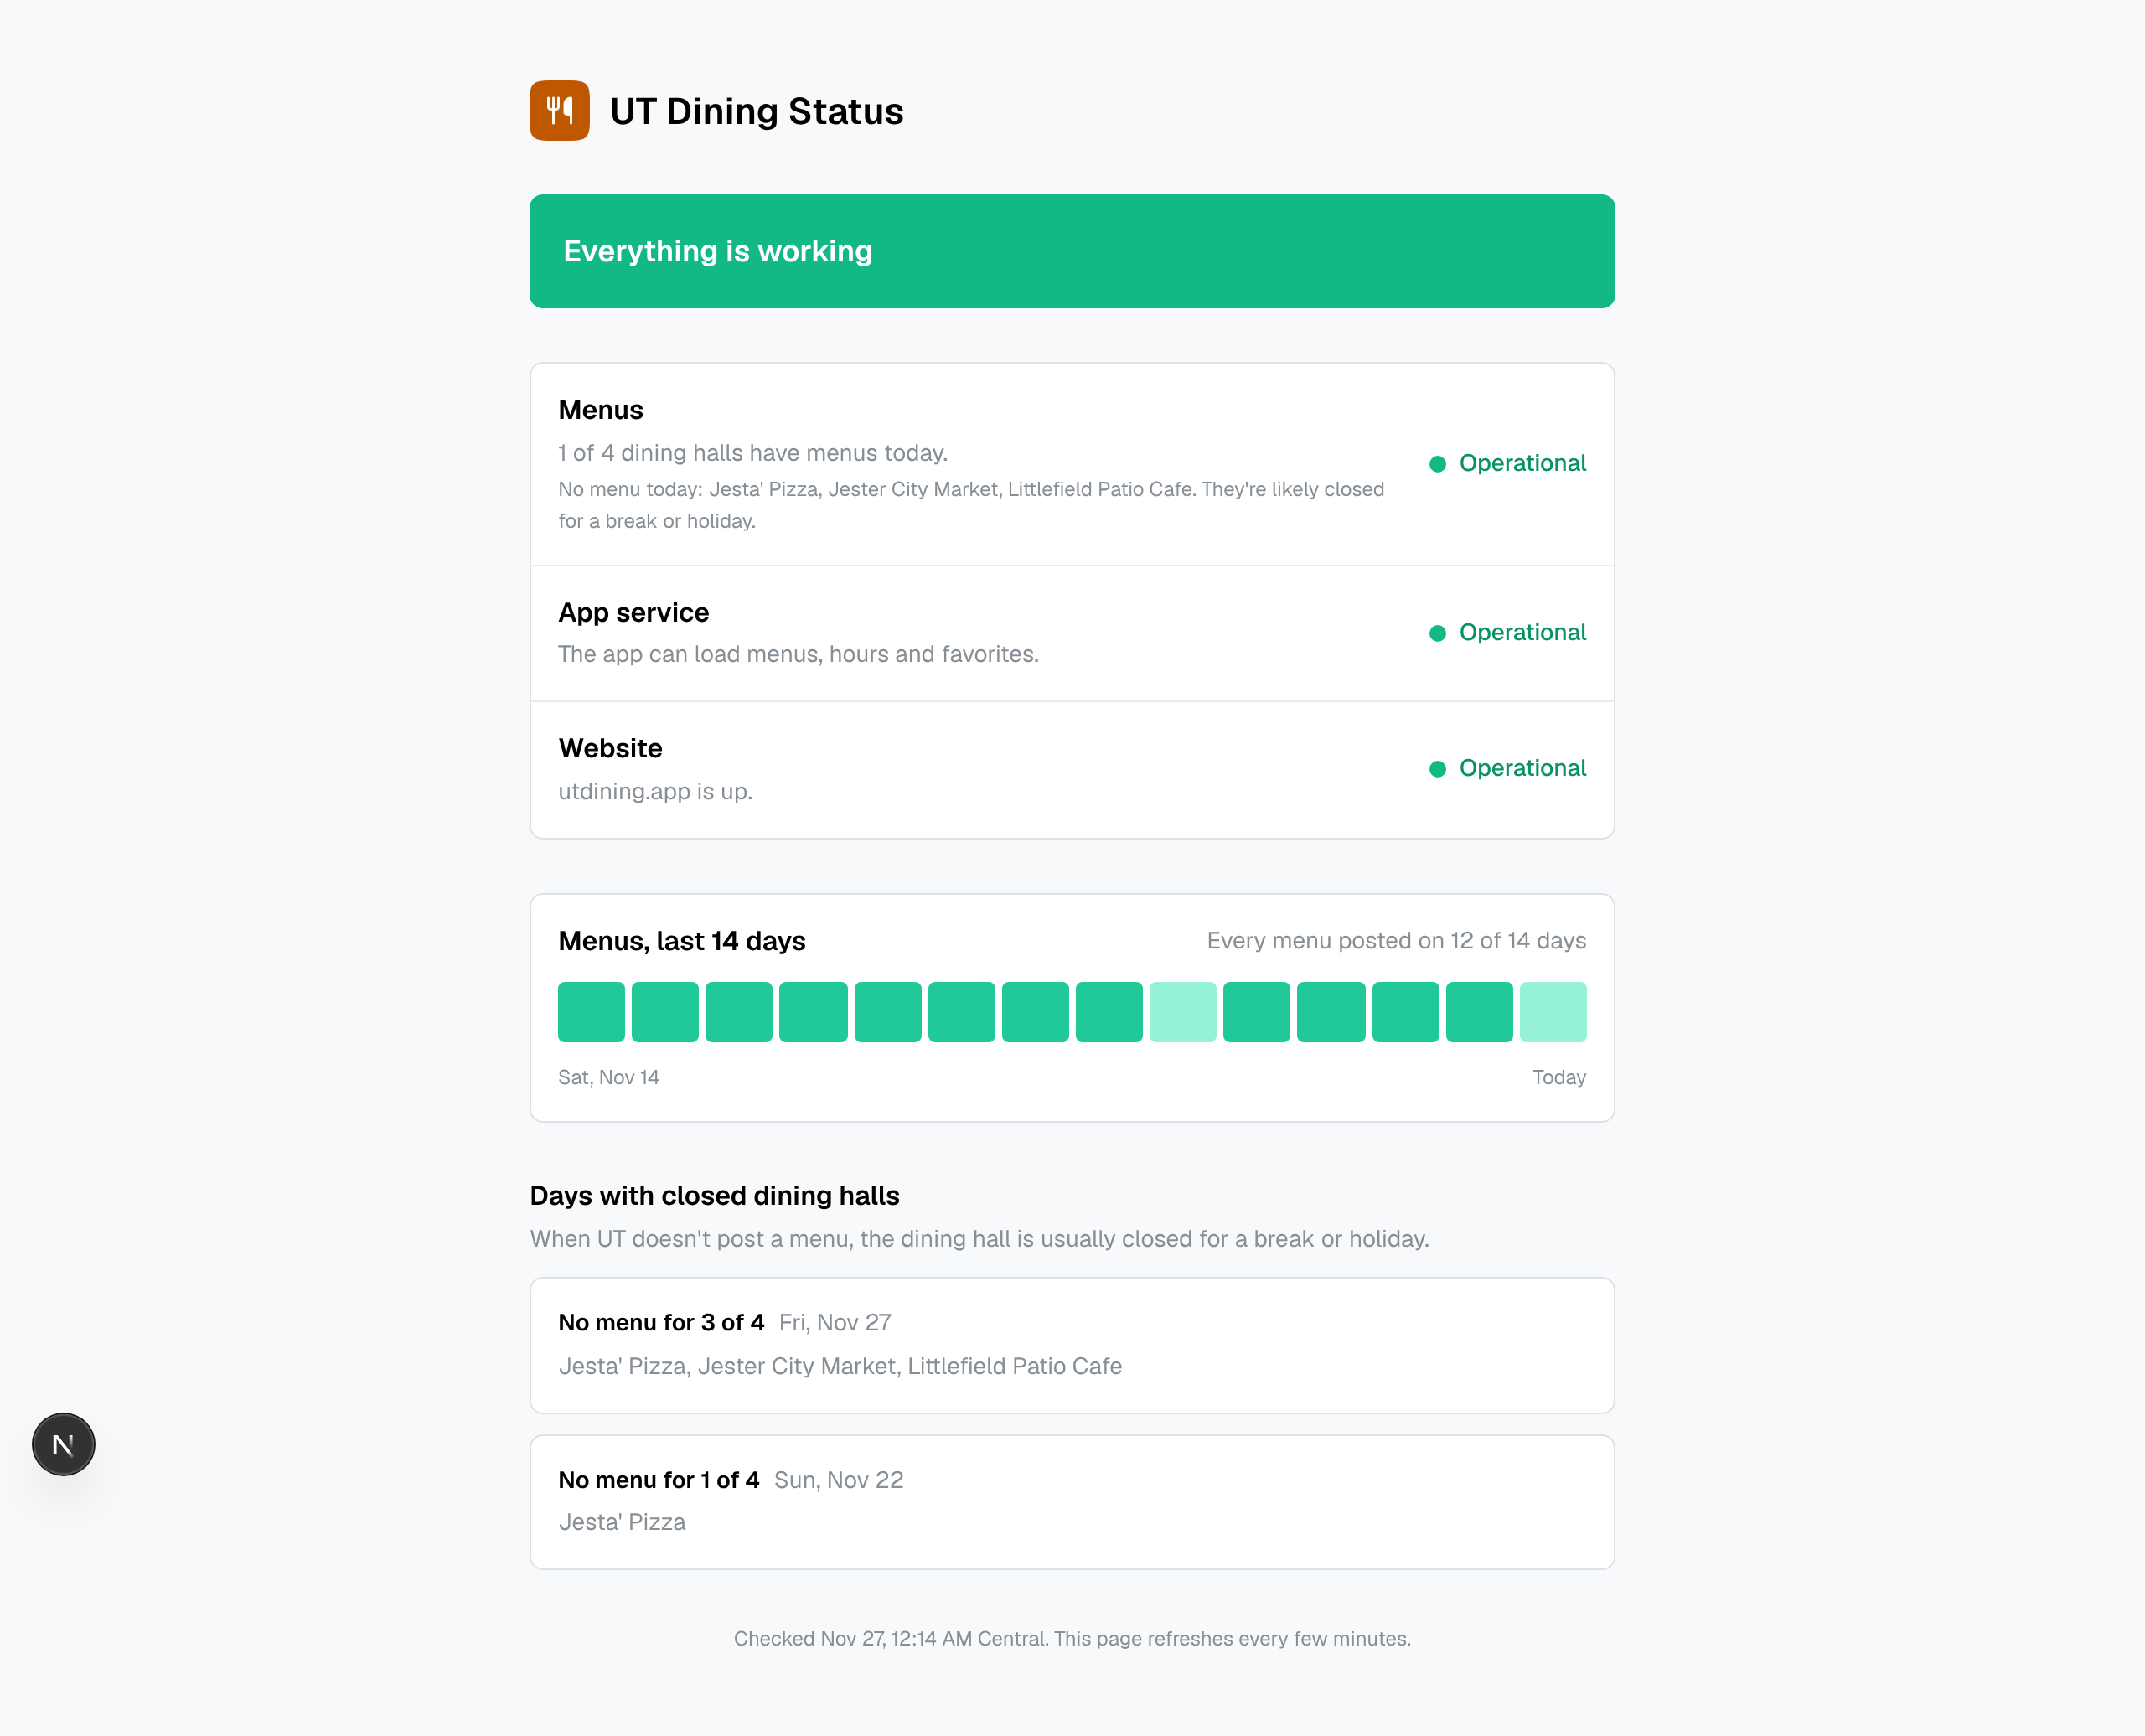 UT Dining Status
Everything is working
Menus
1 of 4 dining halls have menus today.
No menu today: Jesta' Pizza, Jester City Market, Littlefield Patio Cafe. They're likely closed
for a break or holiday.
Operational
App service
The app can load menus, hours and favorites.
Operational
Website
utdining.app is up.
Operational
Menus, last 14 days
Every menu posted on 12 of 14 days
Sat, Nov 14
Today
Days with closed dining halls
When UT doesn't post a menu, the dining hall is usually closed for a break or holiday.
No menu for 3 of 4 Fri, Nov 27
Jesta' Pizza, Jester City Market, Littlefield Patio Cafe
N
No menu for 1 of 4 Sun, Nov 22
Jesta' Pizza
Checked Nov 27, 12:14 AM Central. This page refreshes every few minutes.